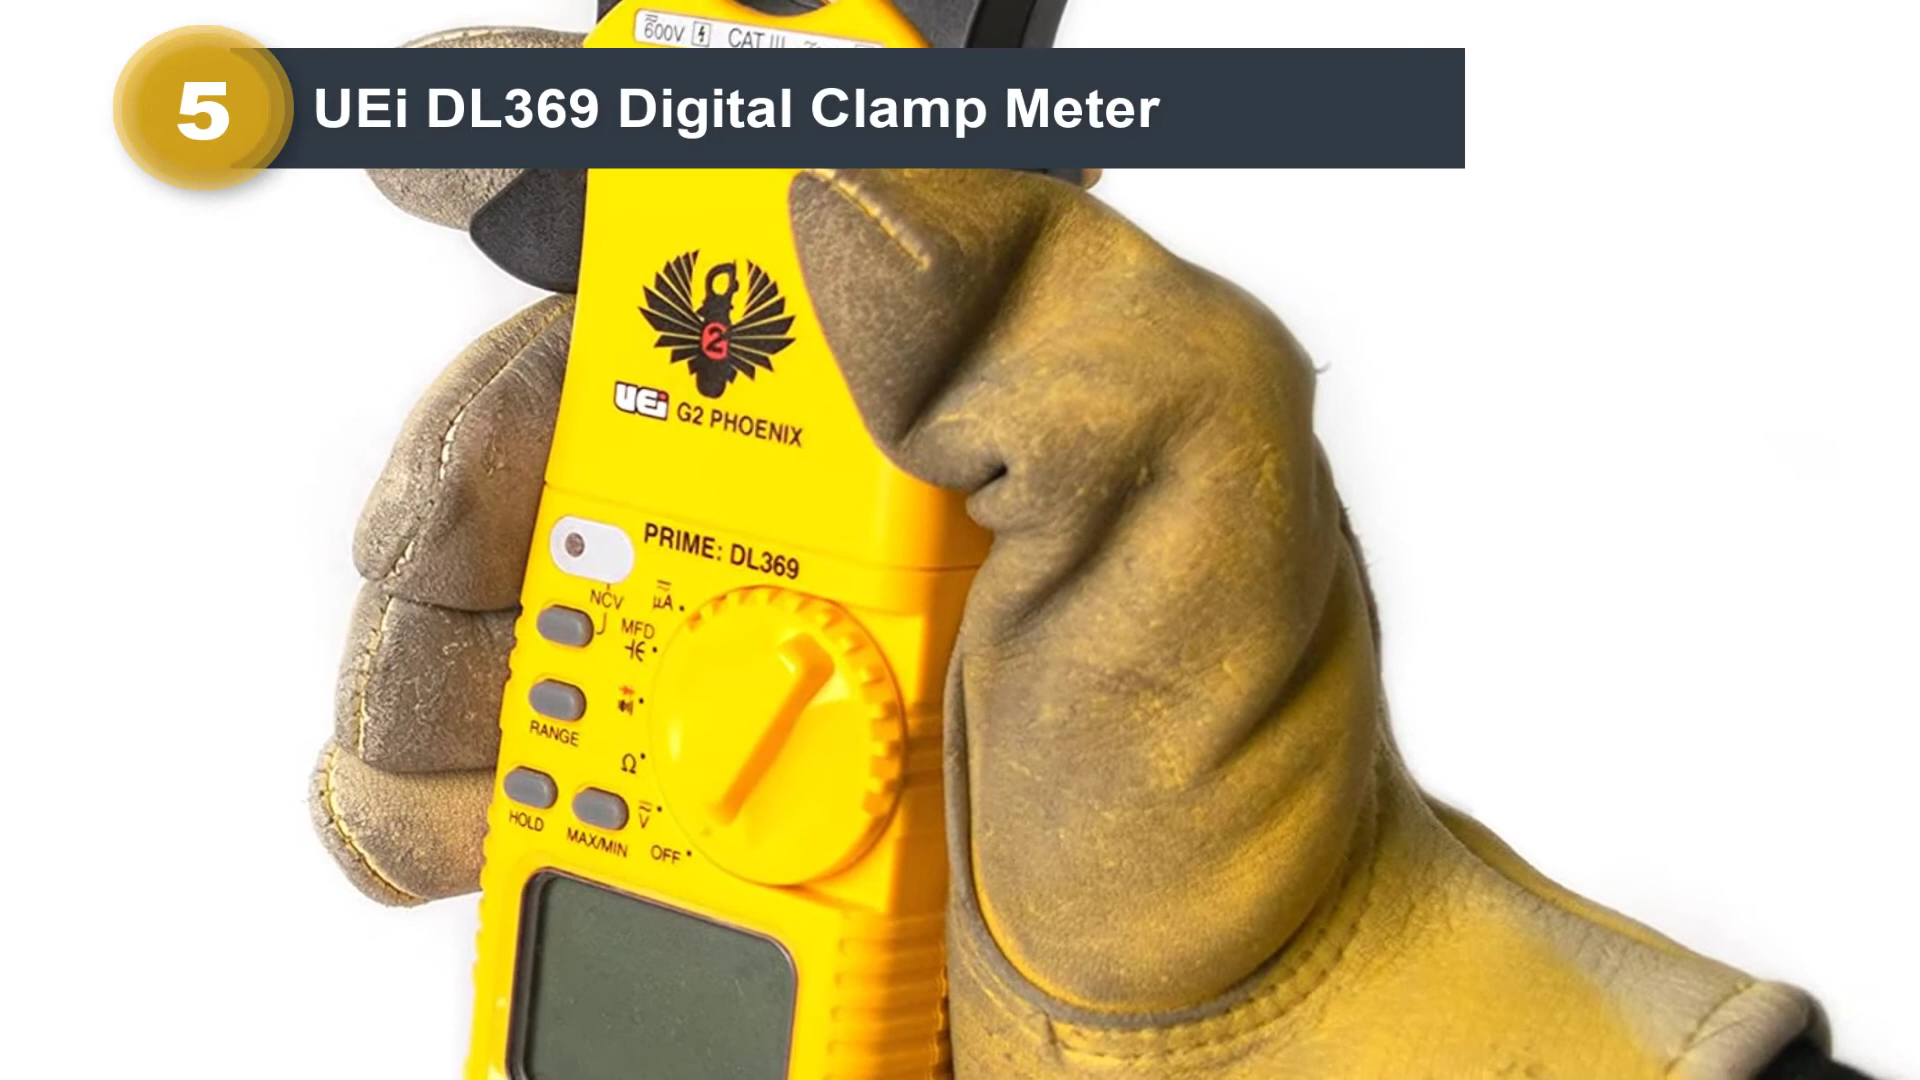 600V CAT III
5
UEi DL369 Digital Clamp Meter
G2
UEi G2 PHOENIX
PRIME: DL369
NCV
μA
MFD
RANGE
Ω
HOLD
MAX/MIN
V
OFF